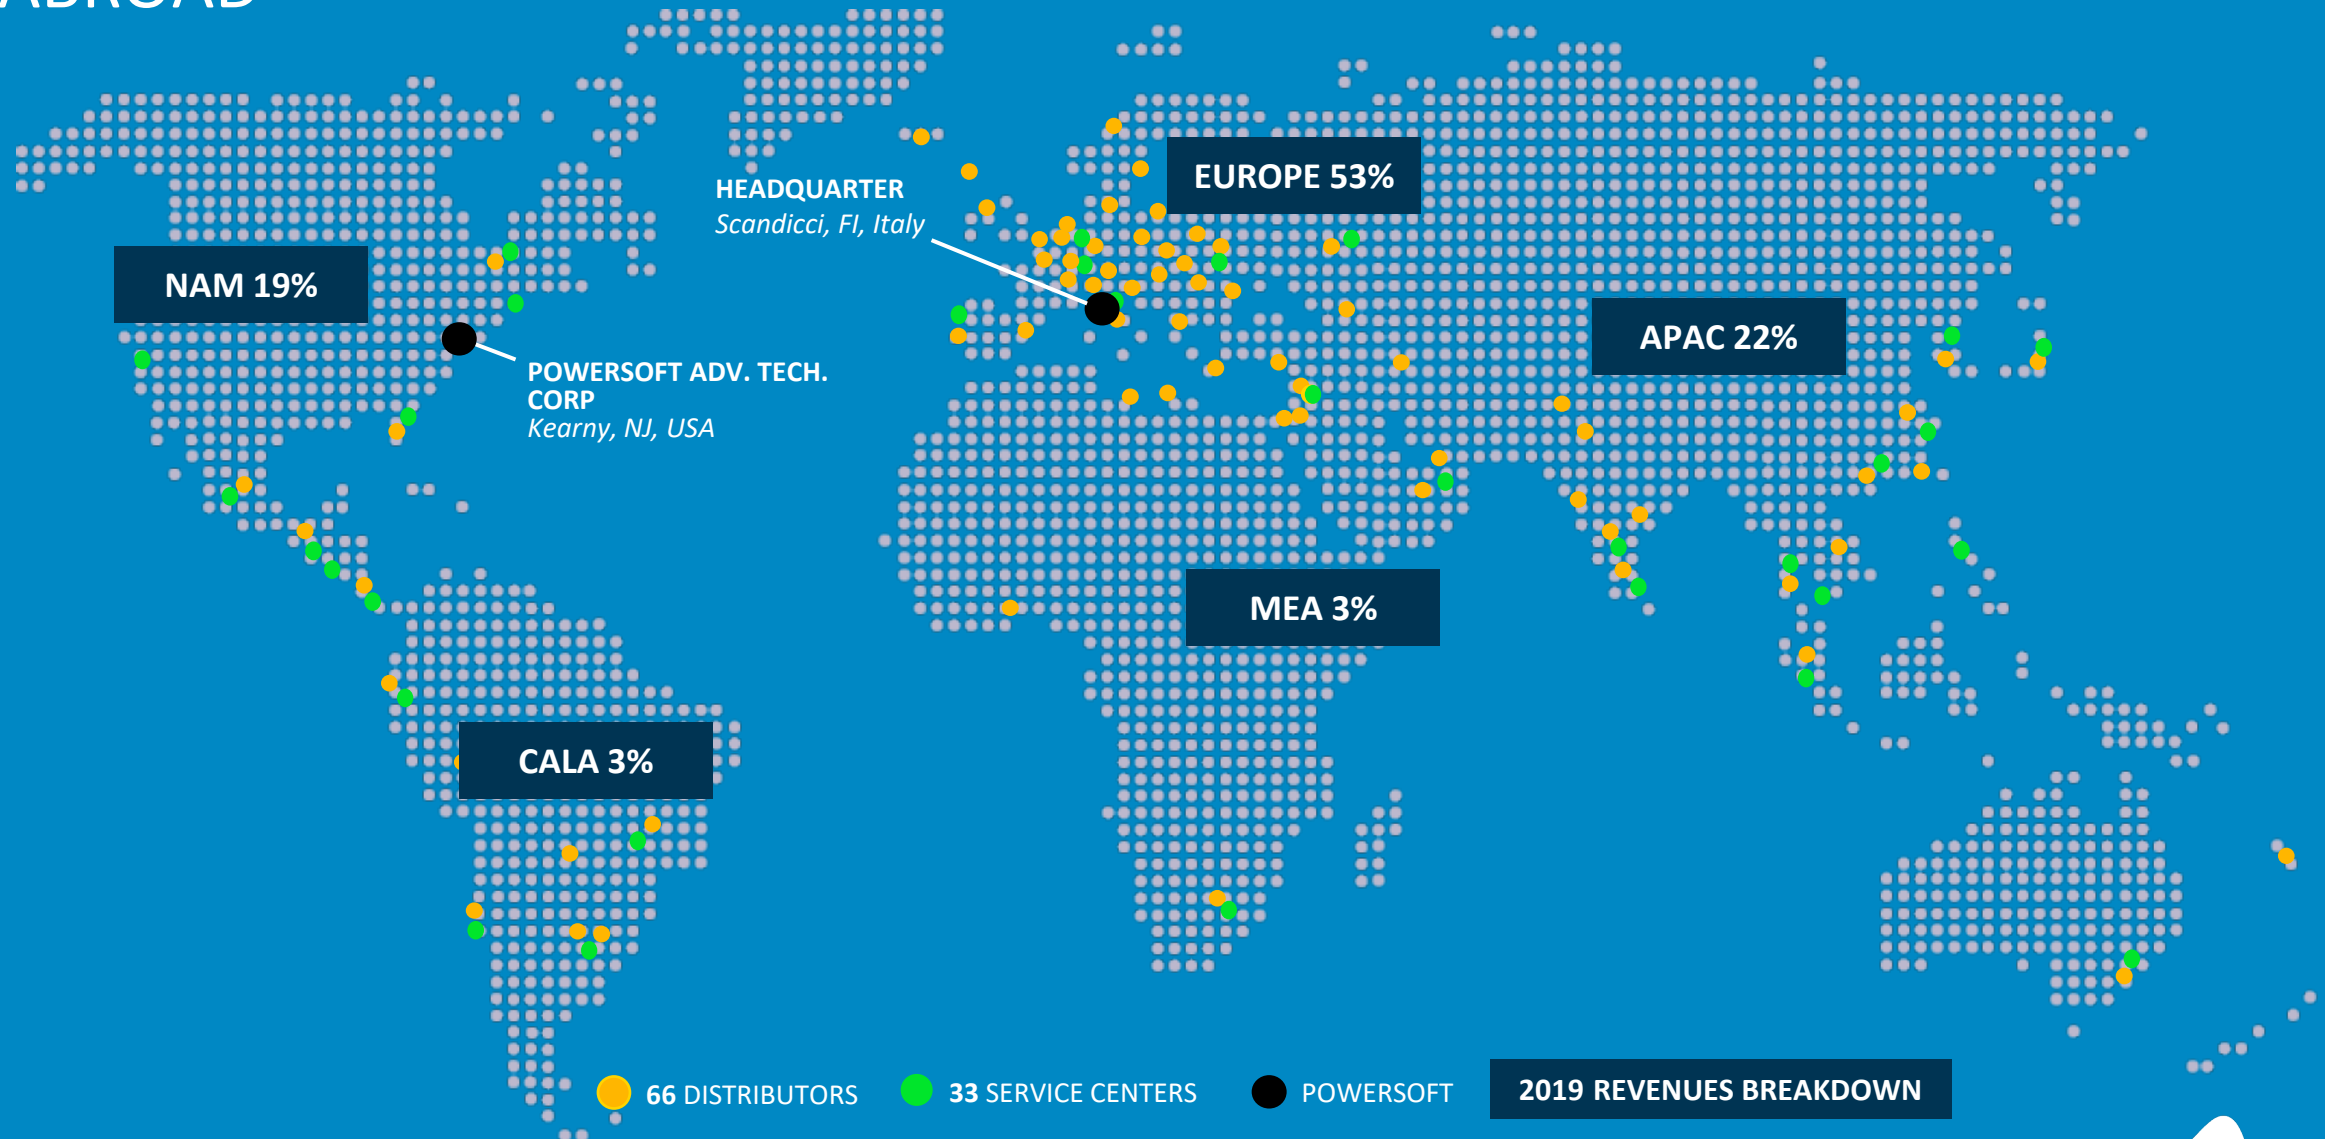 ABROAD
EUROPE 53%
HEADQUARTER
Scandicci, FI, Italy
NAM 19%
APAC 22%
POWERSOFT ADV. TECH.
CORP
Kearny, NJ, USA
MEA 3%
CALA 3%
66 DISTRIBUTORS
33 SERVICE CENTERS
POWERSOFT
2019 REVENUES BREAKDOWN